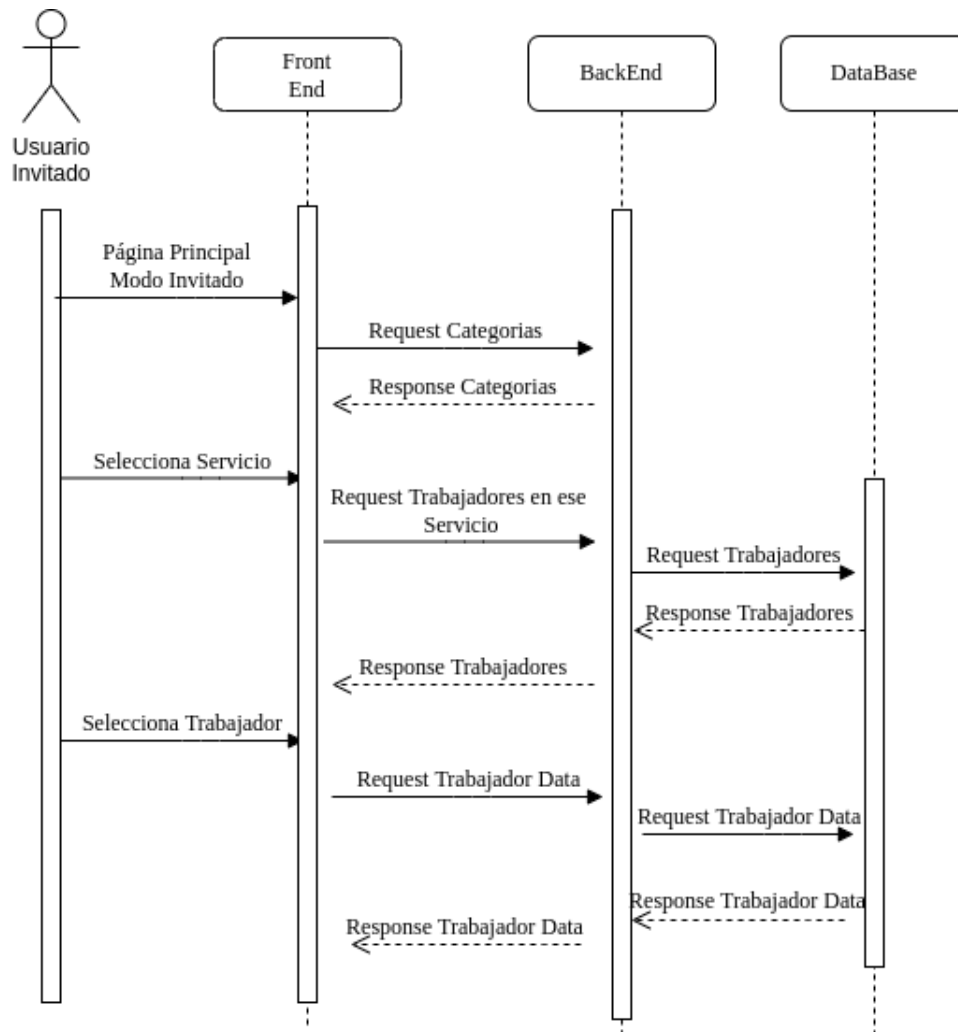 Usuario
Invitado
Front
End
BackEnd
DataBase
Página Principal
Modo Invitado
Request Categorias
Response Categorias
Selecciona Servicio
Request Trabajadores en ese
Servicio
Request Trabajadores
Response Trabajadores
Response Trabajadores
Selecciona Trabajador
Request Trabajador Data
Request Trabajador Data
Response Trabajador Data
Response Trabajador Data